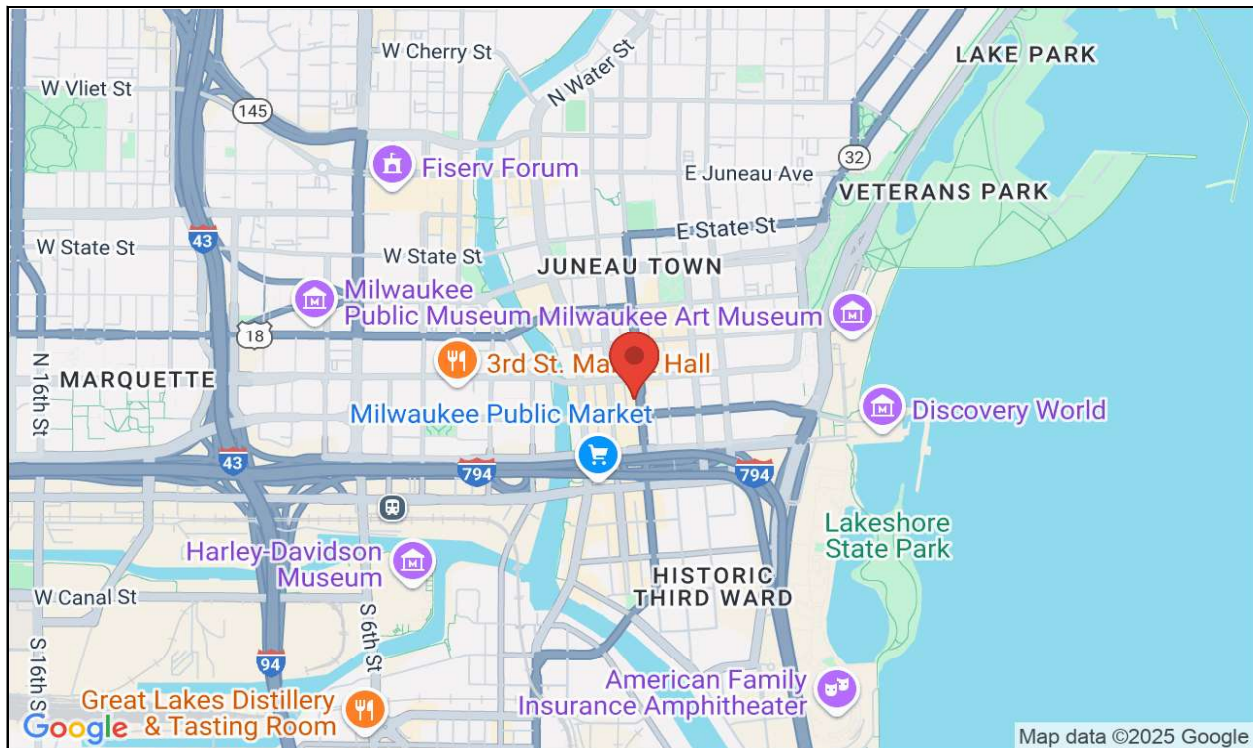 LAKE PARK
W Cherry St
N Water St
W Vliet St
145
Fiserv Forum
32
E Juneau Ave
VETERANS PARK
E State St
43
W State St
W State St
JUNEAU TOWN
Milwaukee
Public Museum
Milwaukee Art Museum
18
3rd St. Ma
Hall
N 16th St
MARQUETTE
Milwaukee Public Market
Discovery World
43
794
794
Lakeshore
State Park
Harley-Davidson
Museum
HISTORIC
THIRD WARD
W Canal St
S 6th St
S 16th S
94
American Family
Insurance Amphitheater
Great Lakes Distillery
& Tasting Room
Google
Map data ©2025 Google